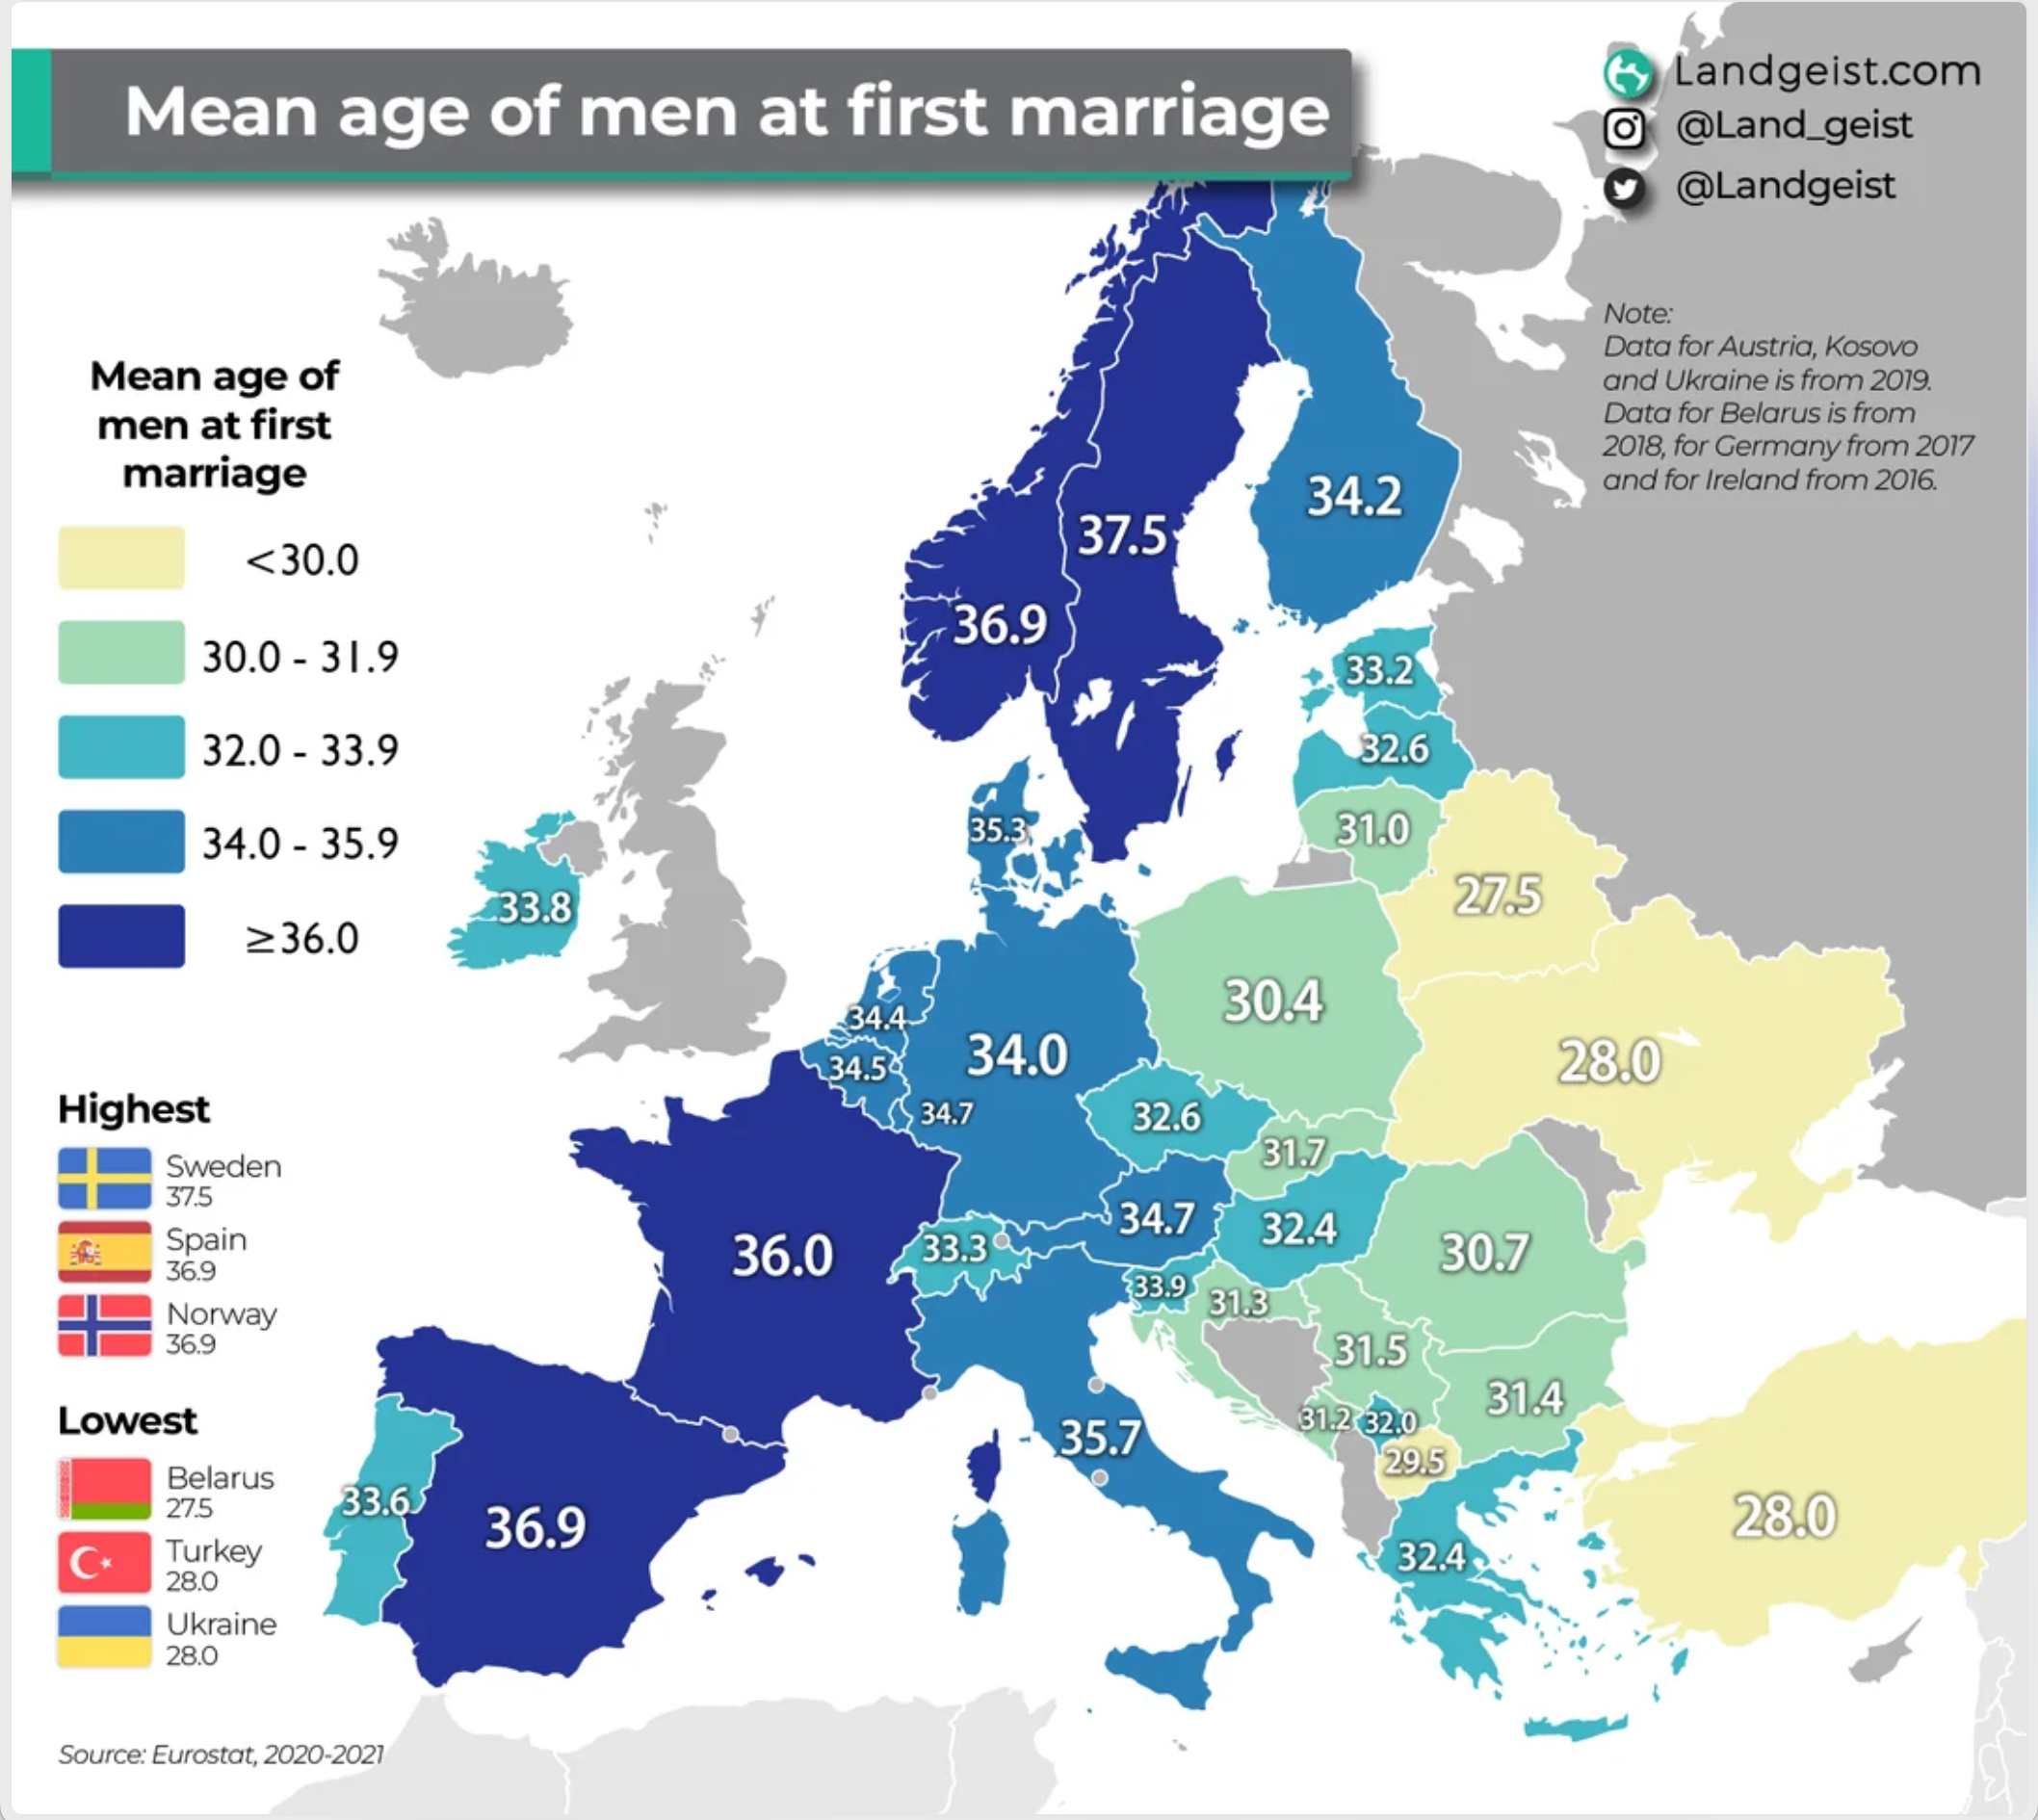 Mean age of men at first marriage
Landgeist.com
@Land_geist
@Landgeist
Note:
Data for Austria, Kosovo
and Ukraine is from 2019.
Data for Belarus is from
2018, for Germany from 2017
and for Ireland from 2016.
Mean age of
men at first
marriage
<30.0
30.0 - 31.9
32.0 - 33.9
34.0 - 35.9
≥36.0
Highest
Sweden
37.5
Spain
36.9
Norway
36.9
Lowest
Belarus
27.5
Turkey
28.0
Ukraine
28.0
Source: Eurostat, 2020-2021
34.2
37.5
36.9
33.2
32.6
35.3
31.0
27.5
33.8
30.4
34.4
34.0
28.0
34.5
34.7
32.6
31.7
34.7
32.4
36.0
33.3
30.7
33.9
31.3
31.5
31.4
31.2
32.0
35.7
29.5
33.6
36.9
28.0
32.4